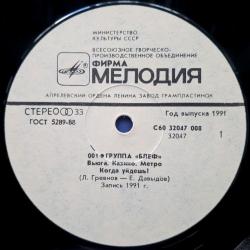 МИНИСТЕРСТВО
КУЛЬТУРЫ СССР
ВСЕСОЮЗНОЕ ТВОРЧЕСКО-
ПРОИЗВОДСТВЕННОЕ ОБЪЕДИНЕНИЕ
ФИРМА
МЕЛОДИЯ
АПРЕЛЕВСКИЙ ОРДЕНА ЛЕНИНА ЗАВОД ГРАМПЛАСТИНОК
СТЕРЕО 33
ГОСТ 5289-88
Год выпуска 1991
С60 32047 008
32047
1
001 ГРУППА «БЛЕФ»
Вьюга. Казино. Метро
Когда уйдешь!
(Л. Гревнов — Е. Давыдов)
Запись 1991 г.